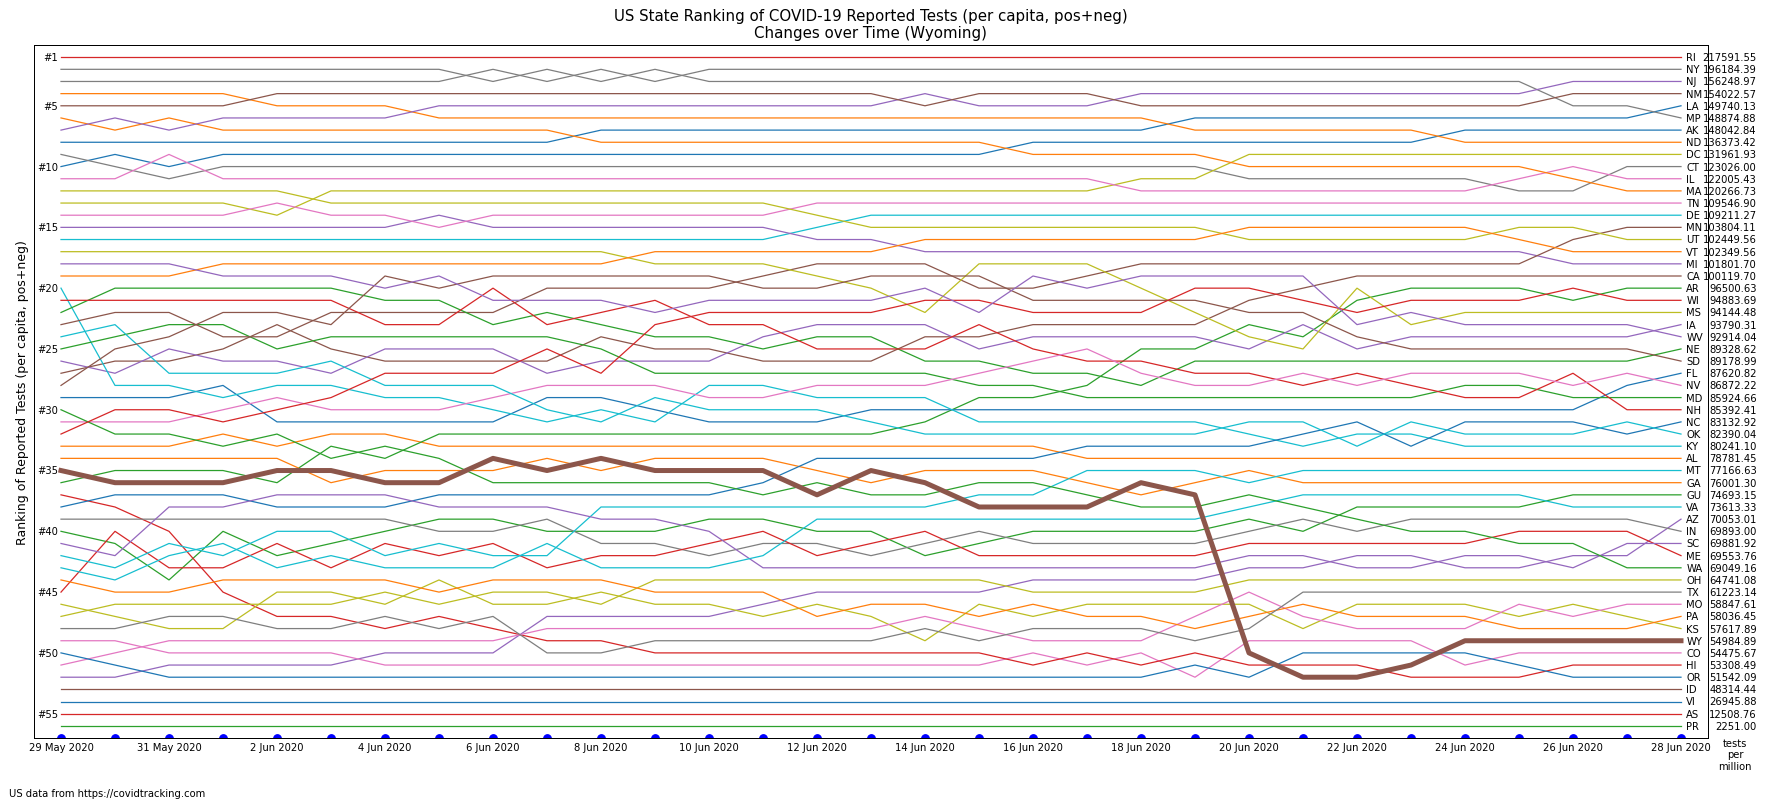 US State Ranking of COVID-19 Reported Tests (per capita, pos+neg)
Changes over Time (Wyoming)
Ranking of Reported Tests (per capita, pos+neg)
#1
#5
#10
#15
#20
#25
#30
#35
#40
#45
#50
#55
RI 217591.55
NY 196184.39
NJ 156248.97
NM 154022.57
LA 149740.13
MP 148874.88
AK 148042.84
ND 136373.42
DC 131961.93
CT 123026.00
IL 122005.43
MA 120266.73
TN 109546.90
DE 109211.27
MN 103804.11
UT 102449.56
VT 102349.56
MI 101801.70
CA 100119.70
AR 96500.63
WI 94883.69
MS 94144.48
IA 93790.31
WV 92914.04
NE 89328.62
SD 89178.99
FL 87620.82
NV 86872.22
MD 85924.66
NH 85392.41
NC 83132.92
OK 82390.04
KY 80241.10
AL 78781.45
MT 77166.63
GA 76001.30
GU 74693.15
VA 73613.33
AZ 70053.01
IN 69893.00
SC 69881.92
ME 69553.76
WA 69049.16
OH 64741.08
TX 61223.14
MO 58847.61
PA 58036.45
KS 57617.89
WY 54984.89
CO 54475.67
HI 53308.49
OR 51542.09
ID 48314.44
VI 26945.88
AS 12508.76
PR 2251.00
29 May 2020 31 May 2020 2 Jun 2020 4 Jun 2020 6 Jun 2020 8 Jun 2020 10 Jun 2020 12 Jun 2020 14 Jun 2020 16 Jun 2020 18 Jun 2020 20 Jun 2020 22 Jun 2020 24 Jun 2020 26 Jun 2020 28 Jun 2020
tests
per
million
US data from https://covidtracking.com